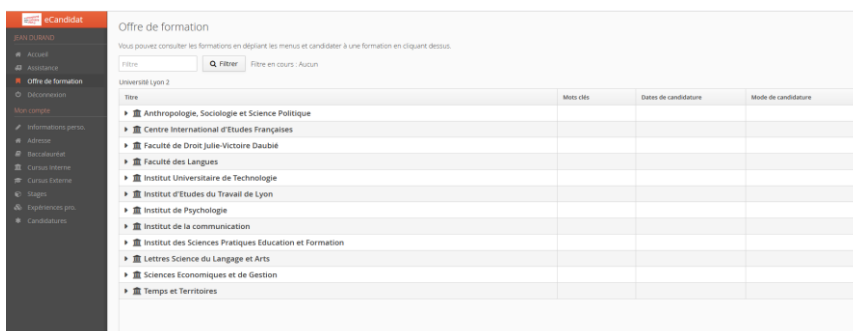 eCandidat
JEAN DURAND
Accueil
Assistance
Offre de formation
Déconnexion
Mon compte
Informations perso.
Adresse
Baccalauréat
Cursus Interne
Cursus Externe
Stages
Expériences pro.
Candidatures
Offre de formation
Vous pouvez consulter les formations en dépliant les menus et candidater à une formation en cliquant dessus.
Filtre Filtrer Filtre en cours : Aucun
Université Lyon 2
Titre Mots clés Dates de candidature Mode de candidature
Anthropologie, Sociologie et Science Politique
Centre International d'Etudes Françaises
Faculté de Droit Julie-Victoire Daubié
Faculté des Langues
Institut Universitaire de Technologie
Institut d'Etudes du Travail de Lyon
Institut de Psychologie
Institut de la communication
Institut des Sciences Pratiques Education et Formation
Lettres Science du Langage et Arts
Sciences Economiques et de Gestion
Temps et Territoires